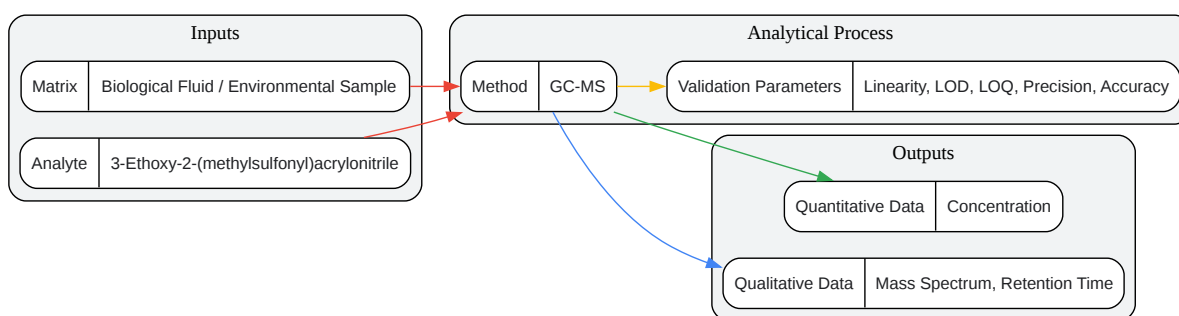 Inputs
Matrix
Biological Fluid / Environmental Sample
Analyte
3-Ethoxy-2-(methylsulfonyl)acrylonitrile
Analytical Process
Method
GC-MS
Validation Parameters
Linearity, LOD, LOQ, Precision, Accuracy
Outputs
Quantitative Data
Concentration
Qualitative Data
Mass Spectrum, Retention Time